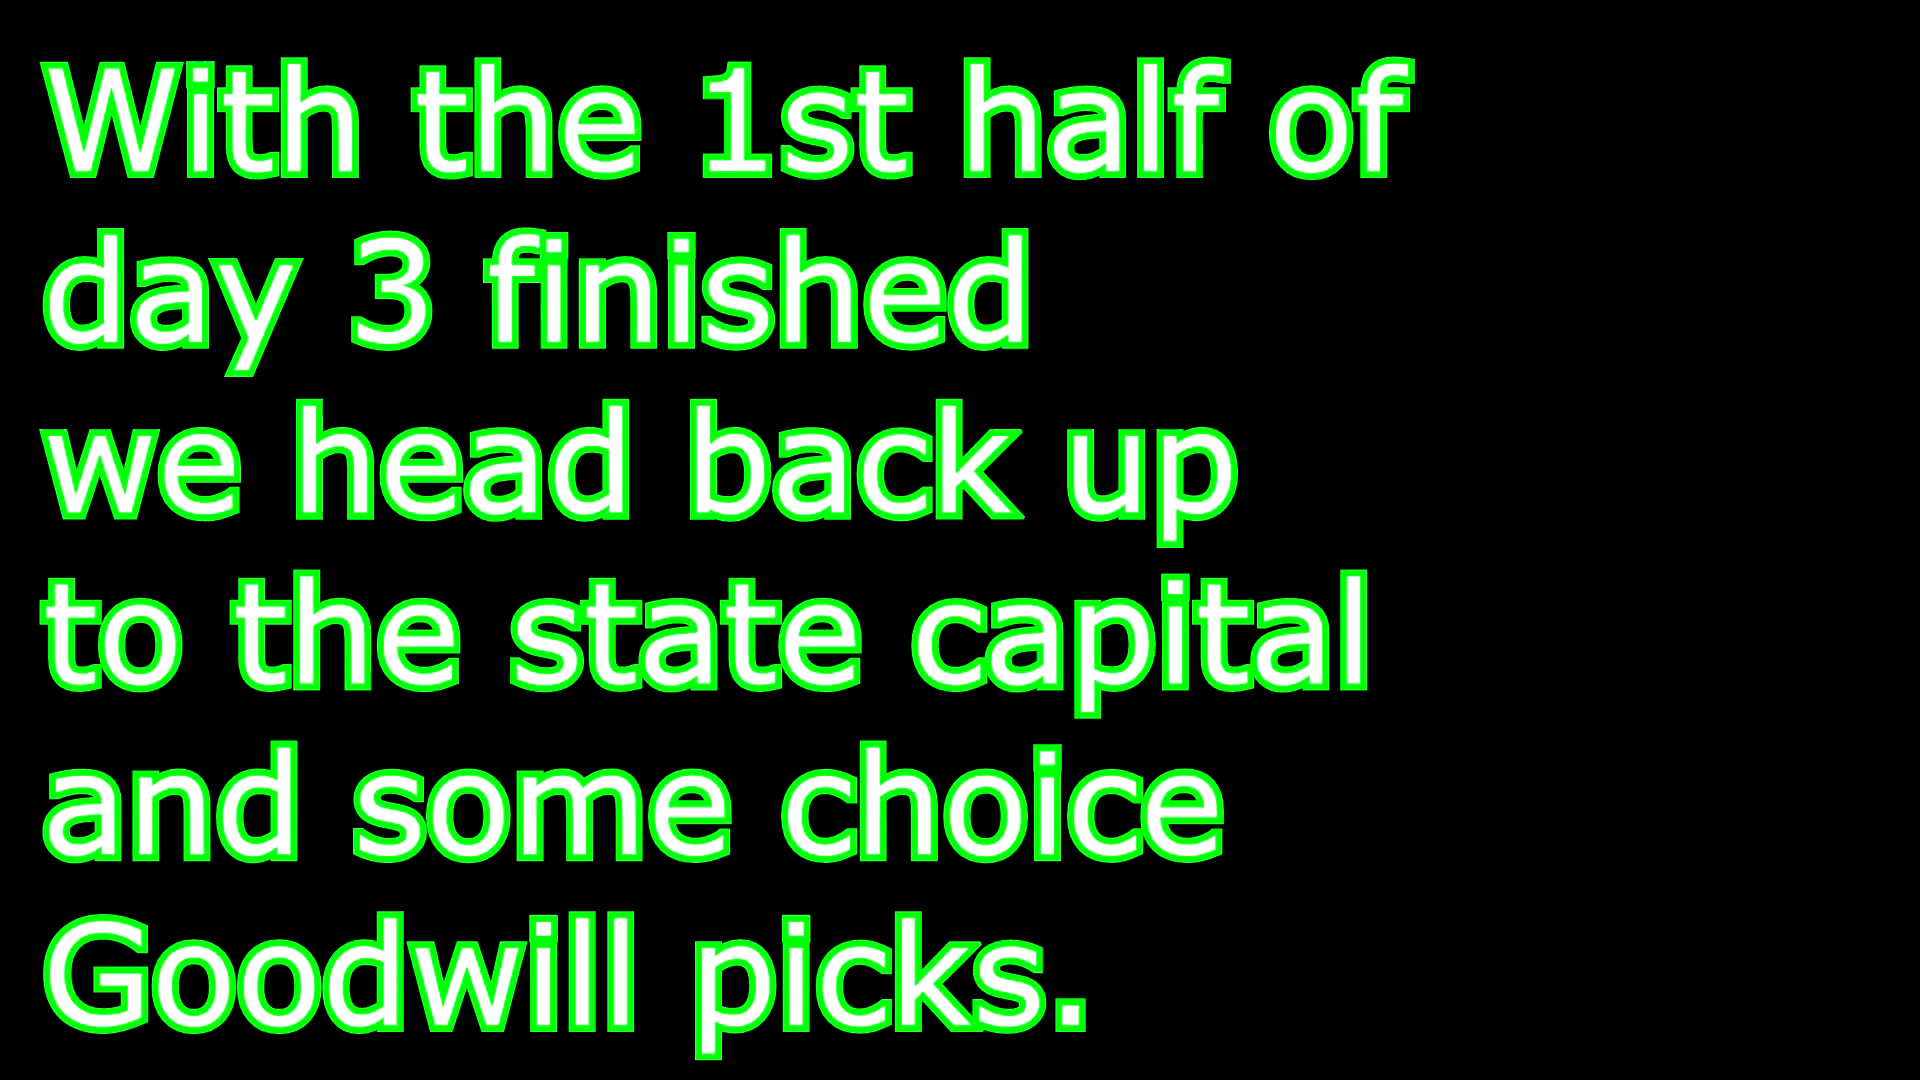 With the 1st half of
day 3 finished
we head back up
to the state capital
and some choice
Goodwill picks.